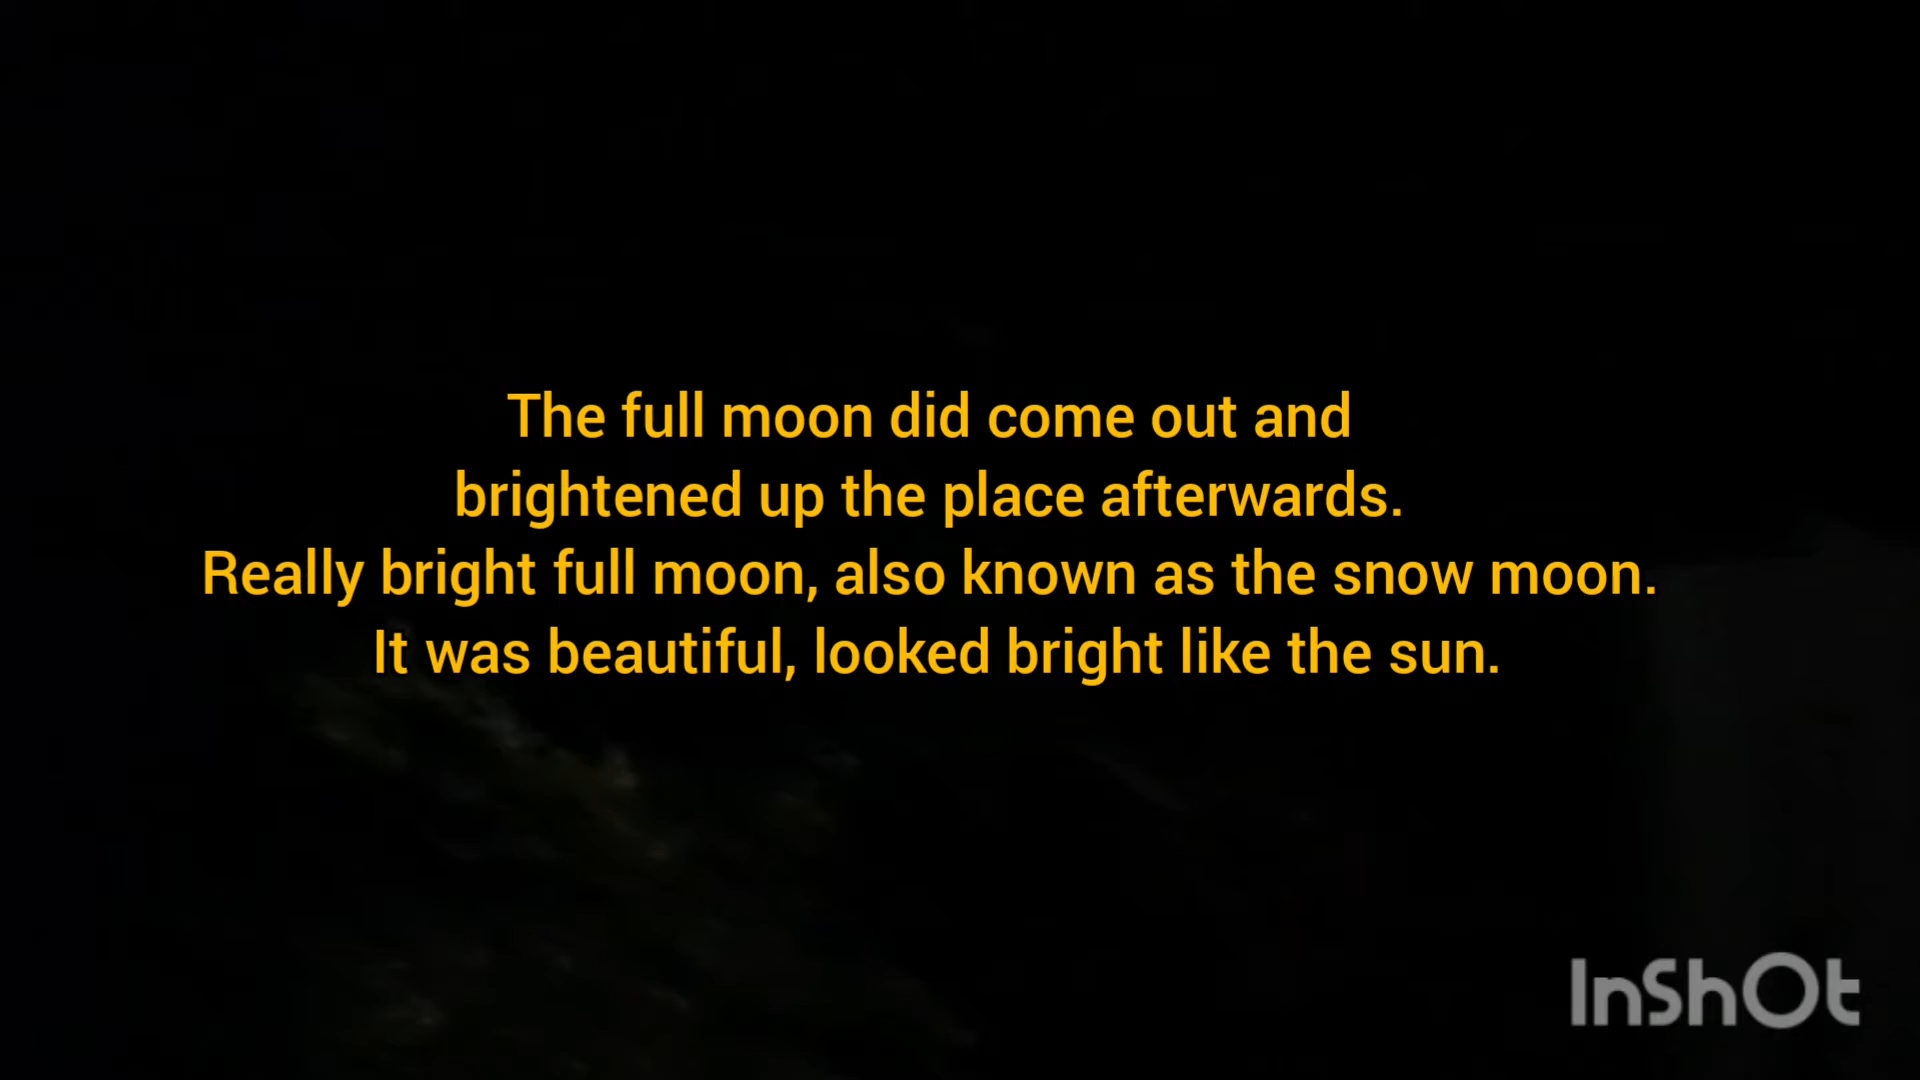 The full moon did come out and
brightened up the place afterwards.
Really bright full moon, also known as the snow moon.
It was beautiful, looked bright like the sun.
InShOt